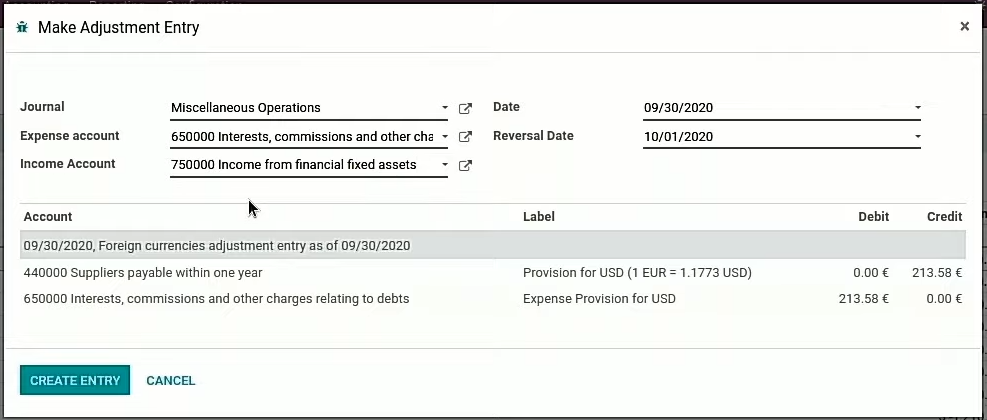 Make Adjustment Entry ×
Journal Miscellaneous Operations Date 09/30/2020
Expense account 650000 Interests, commissions and other cha Reversal Date 10/01/2020
Income Account 750000 Income from financial fixed assets
Account Label Debit Credit
09/30/2020, Foreign currencies adjustment entry as of 09/30/2020
440000 Suppliers payable within one year Provision for USD (1 EUR = 1.1773 USD) 0.00 € 213.58 €
650000 Interests, commissions and other charges relating to debts Expense Provision for USD 213.58 € 0.00 €
CREATE ENTRY CANCEL